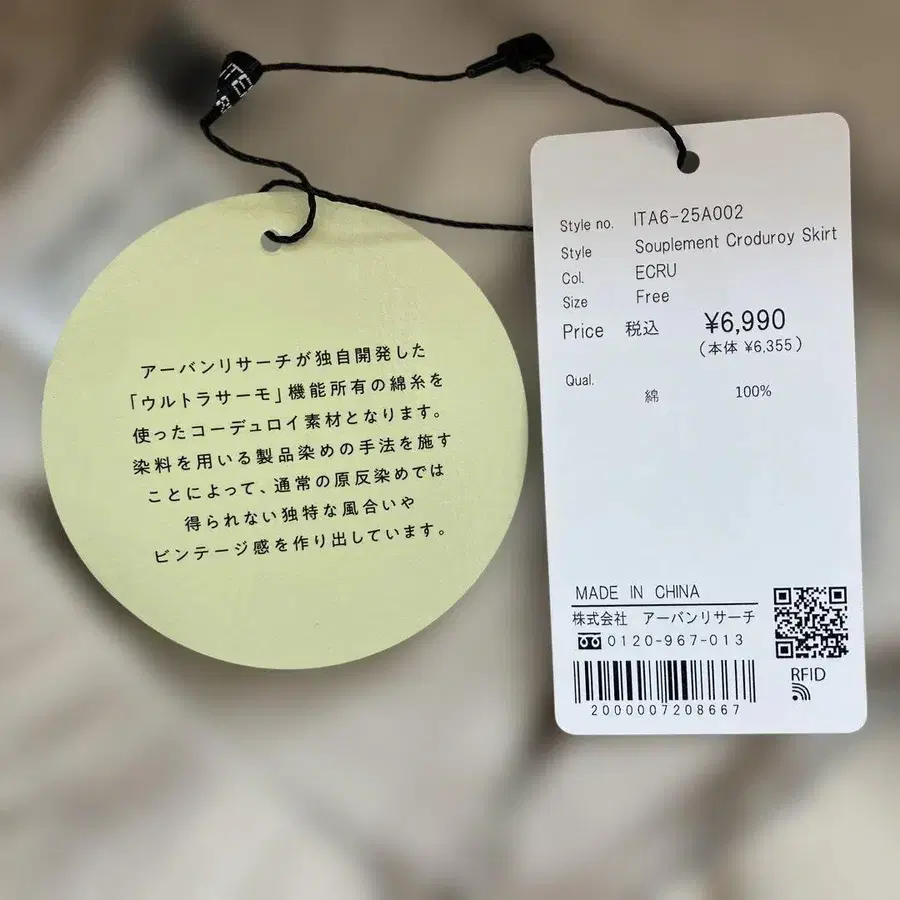 アーバンリサーチが独自開発した
「ウルトラサーモ」機能所有の綿糸を
使ったコーデュロイ素材となります。
染料を用いる製品染めの手法を施す
ことによって、通常の原反染めでは
得られない独特な風合いや
ビンテージ感を作り出しています。
Style no. ITA6-25A002
Style Souplement Croduroy Skirt
Col. ECRU
Size Free
Price 税込 ¥6,990
(本体 ¥6,355)
Qual.
綿 100%
MADE IN CHINA
株式会社 アーバンリサーチ
0120-967-013
2000007208667
RFID